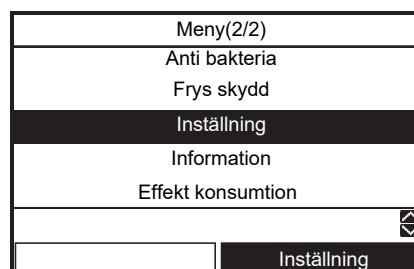 Meny(2/2)
Anti bakteria
Frys skydd
Inställning
Information
Effekt konsumtion
Inställning